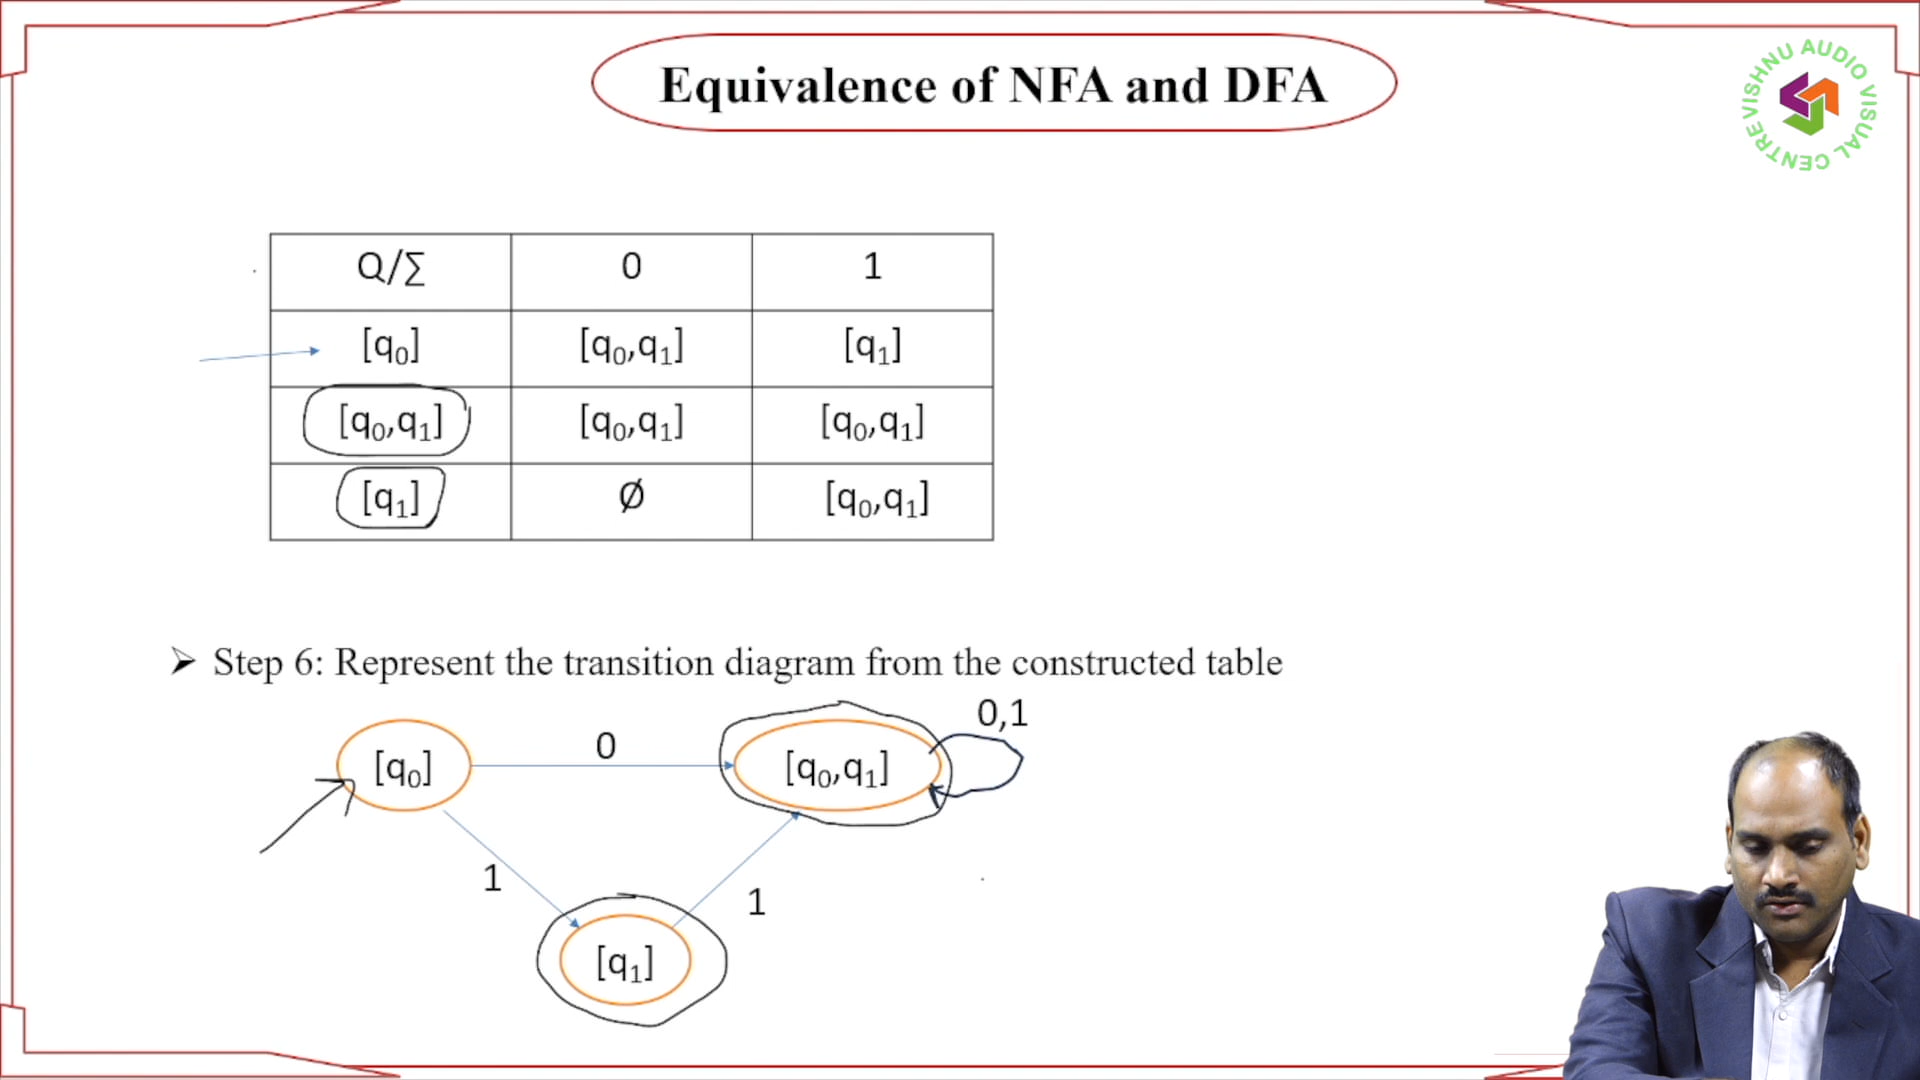 Equivalence of NFA and DFA
VISHNU AUDIO VISUAL CENTRE
Q/∑ 0 1
[q₀] [q₀,q₁] [q₁]
[q₀,q₁] [q₀,q₁] [q₀,q₁]
[q₁] Ø [q₀,q₁]
➢ Step 6: Represent the transition diagram from the constructed table
0,1
0
[q₀] [q₀,q₁]
1 1
[q₁]